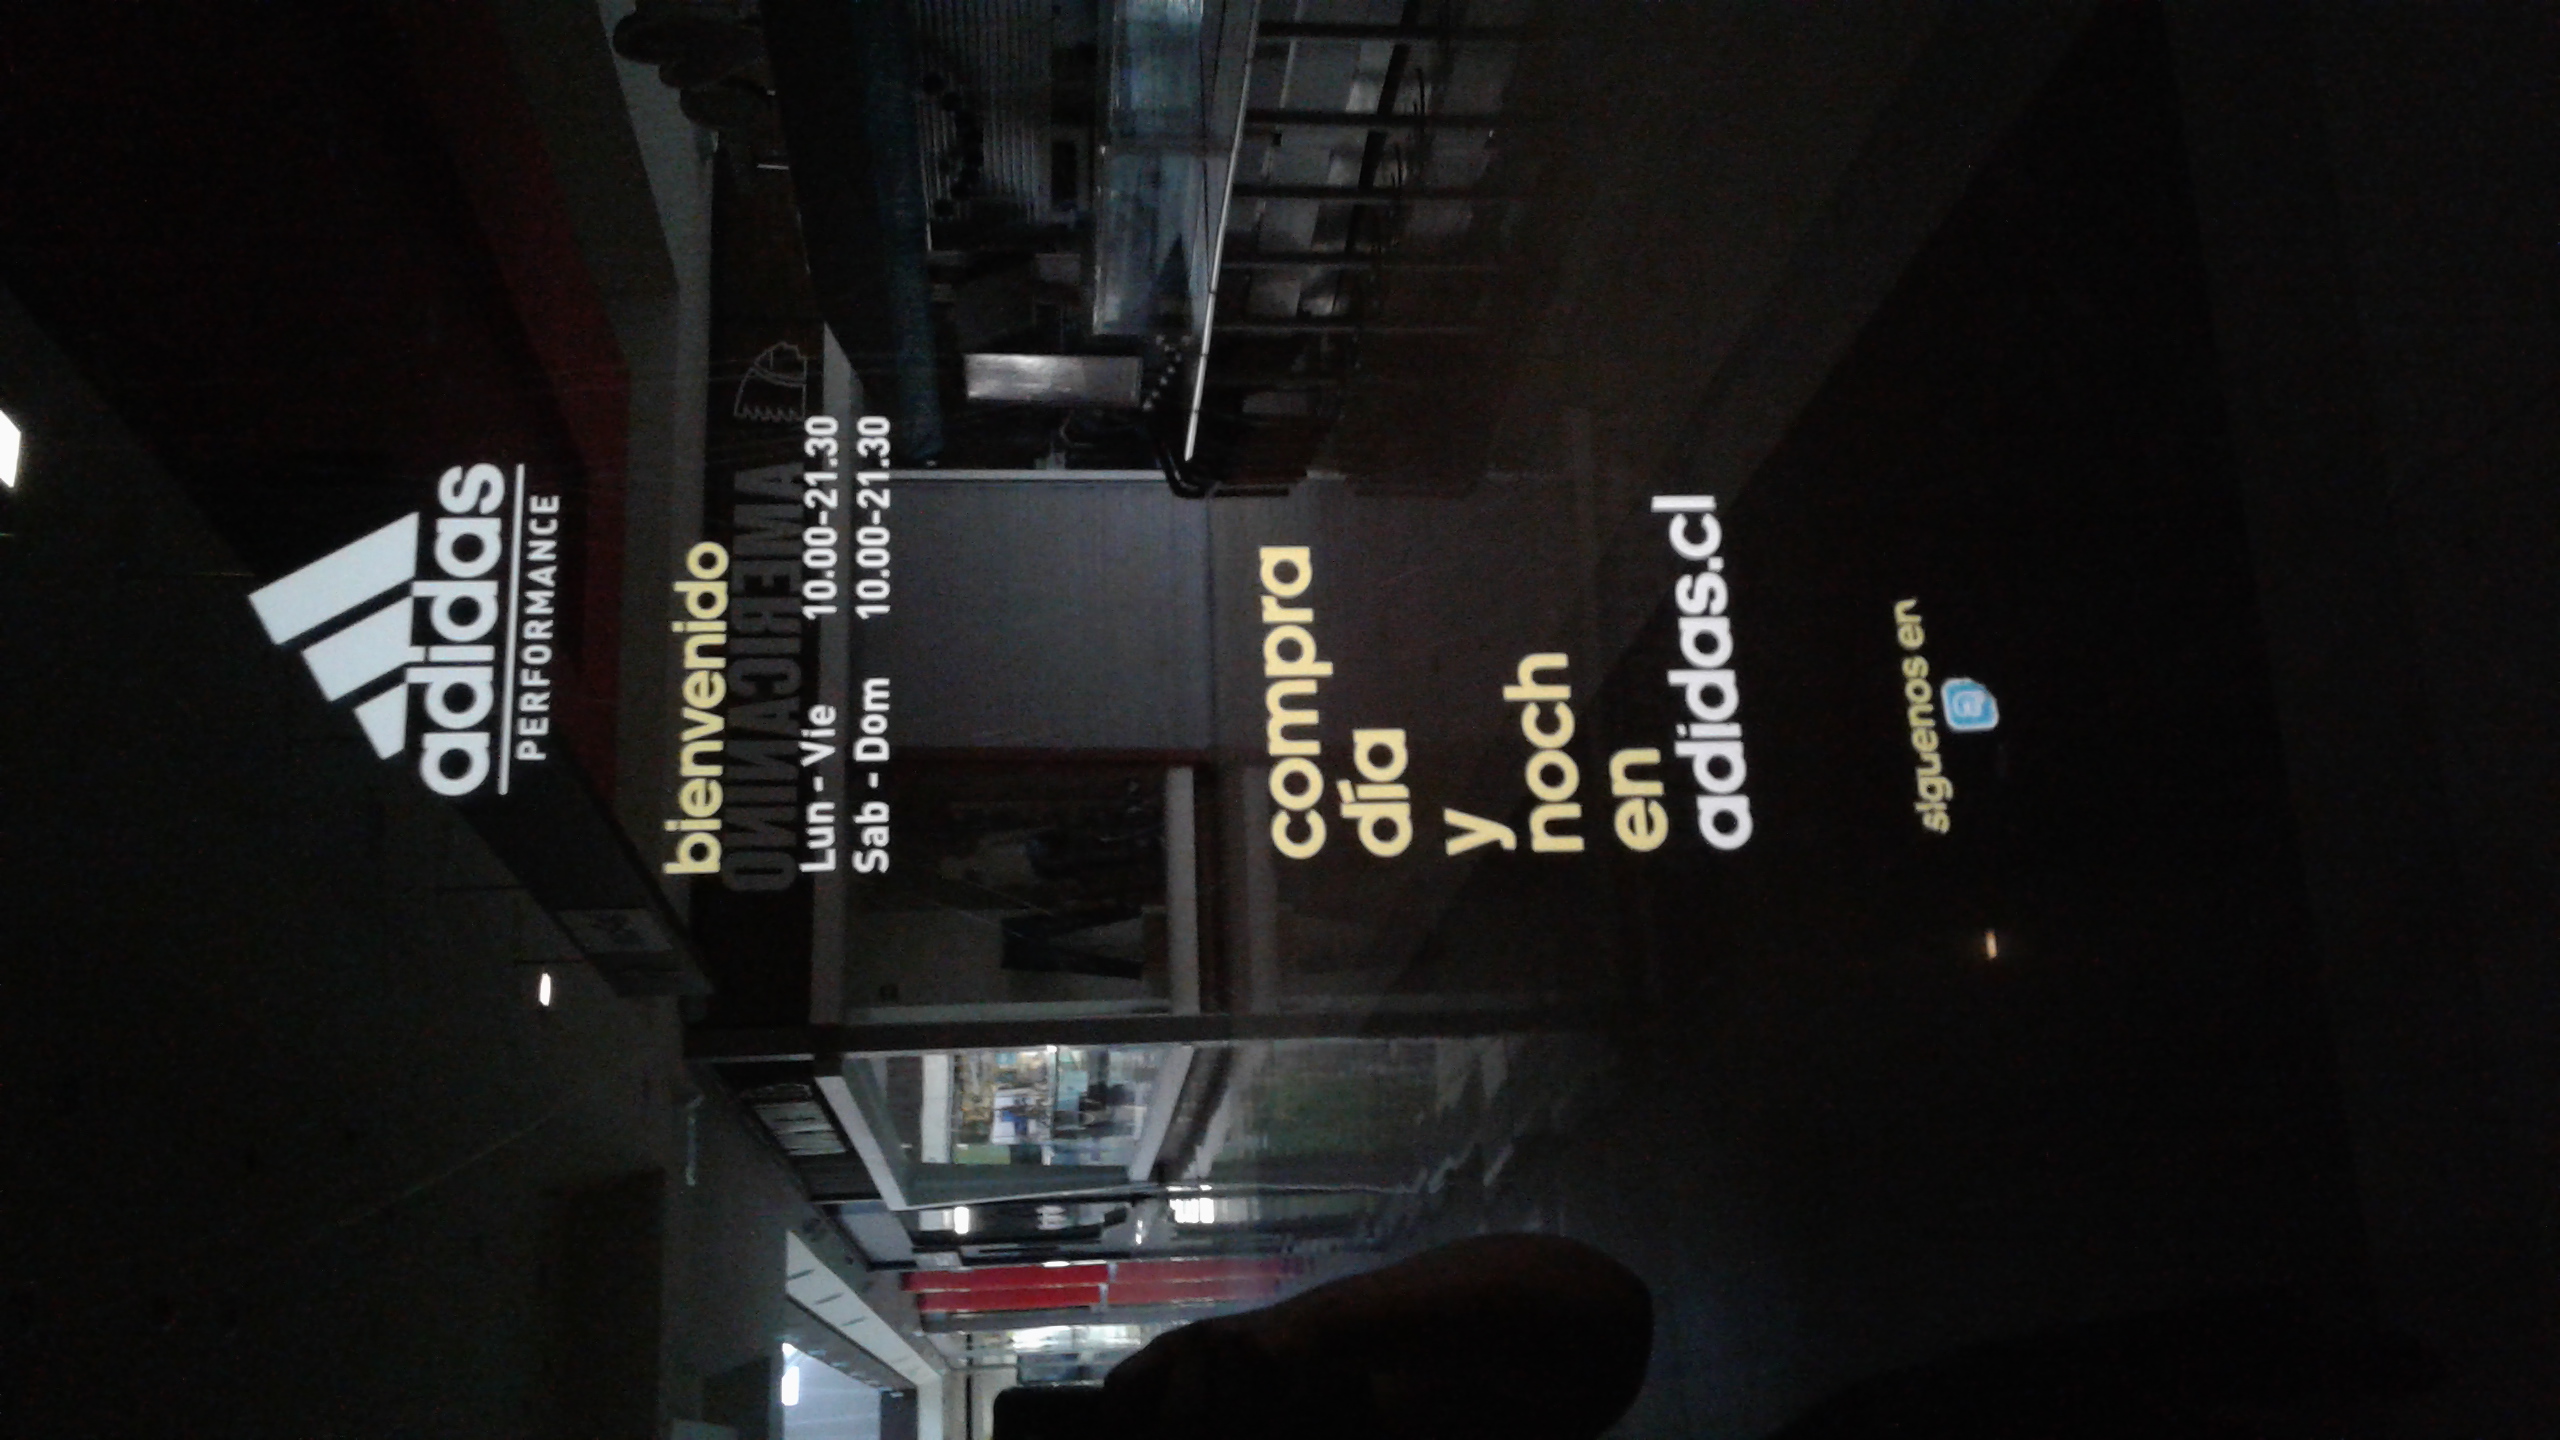 adidas
PERFORMANCE
bienvenido
AMERICANINO
Lun - Vie 10.00-21.30
Sab - Dom 10.00-21.30
compra
día
y
noch
en
adidas.cl
siguenos en